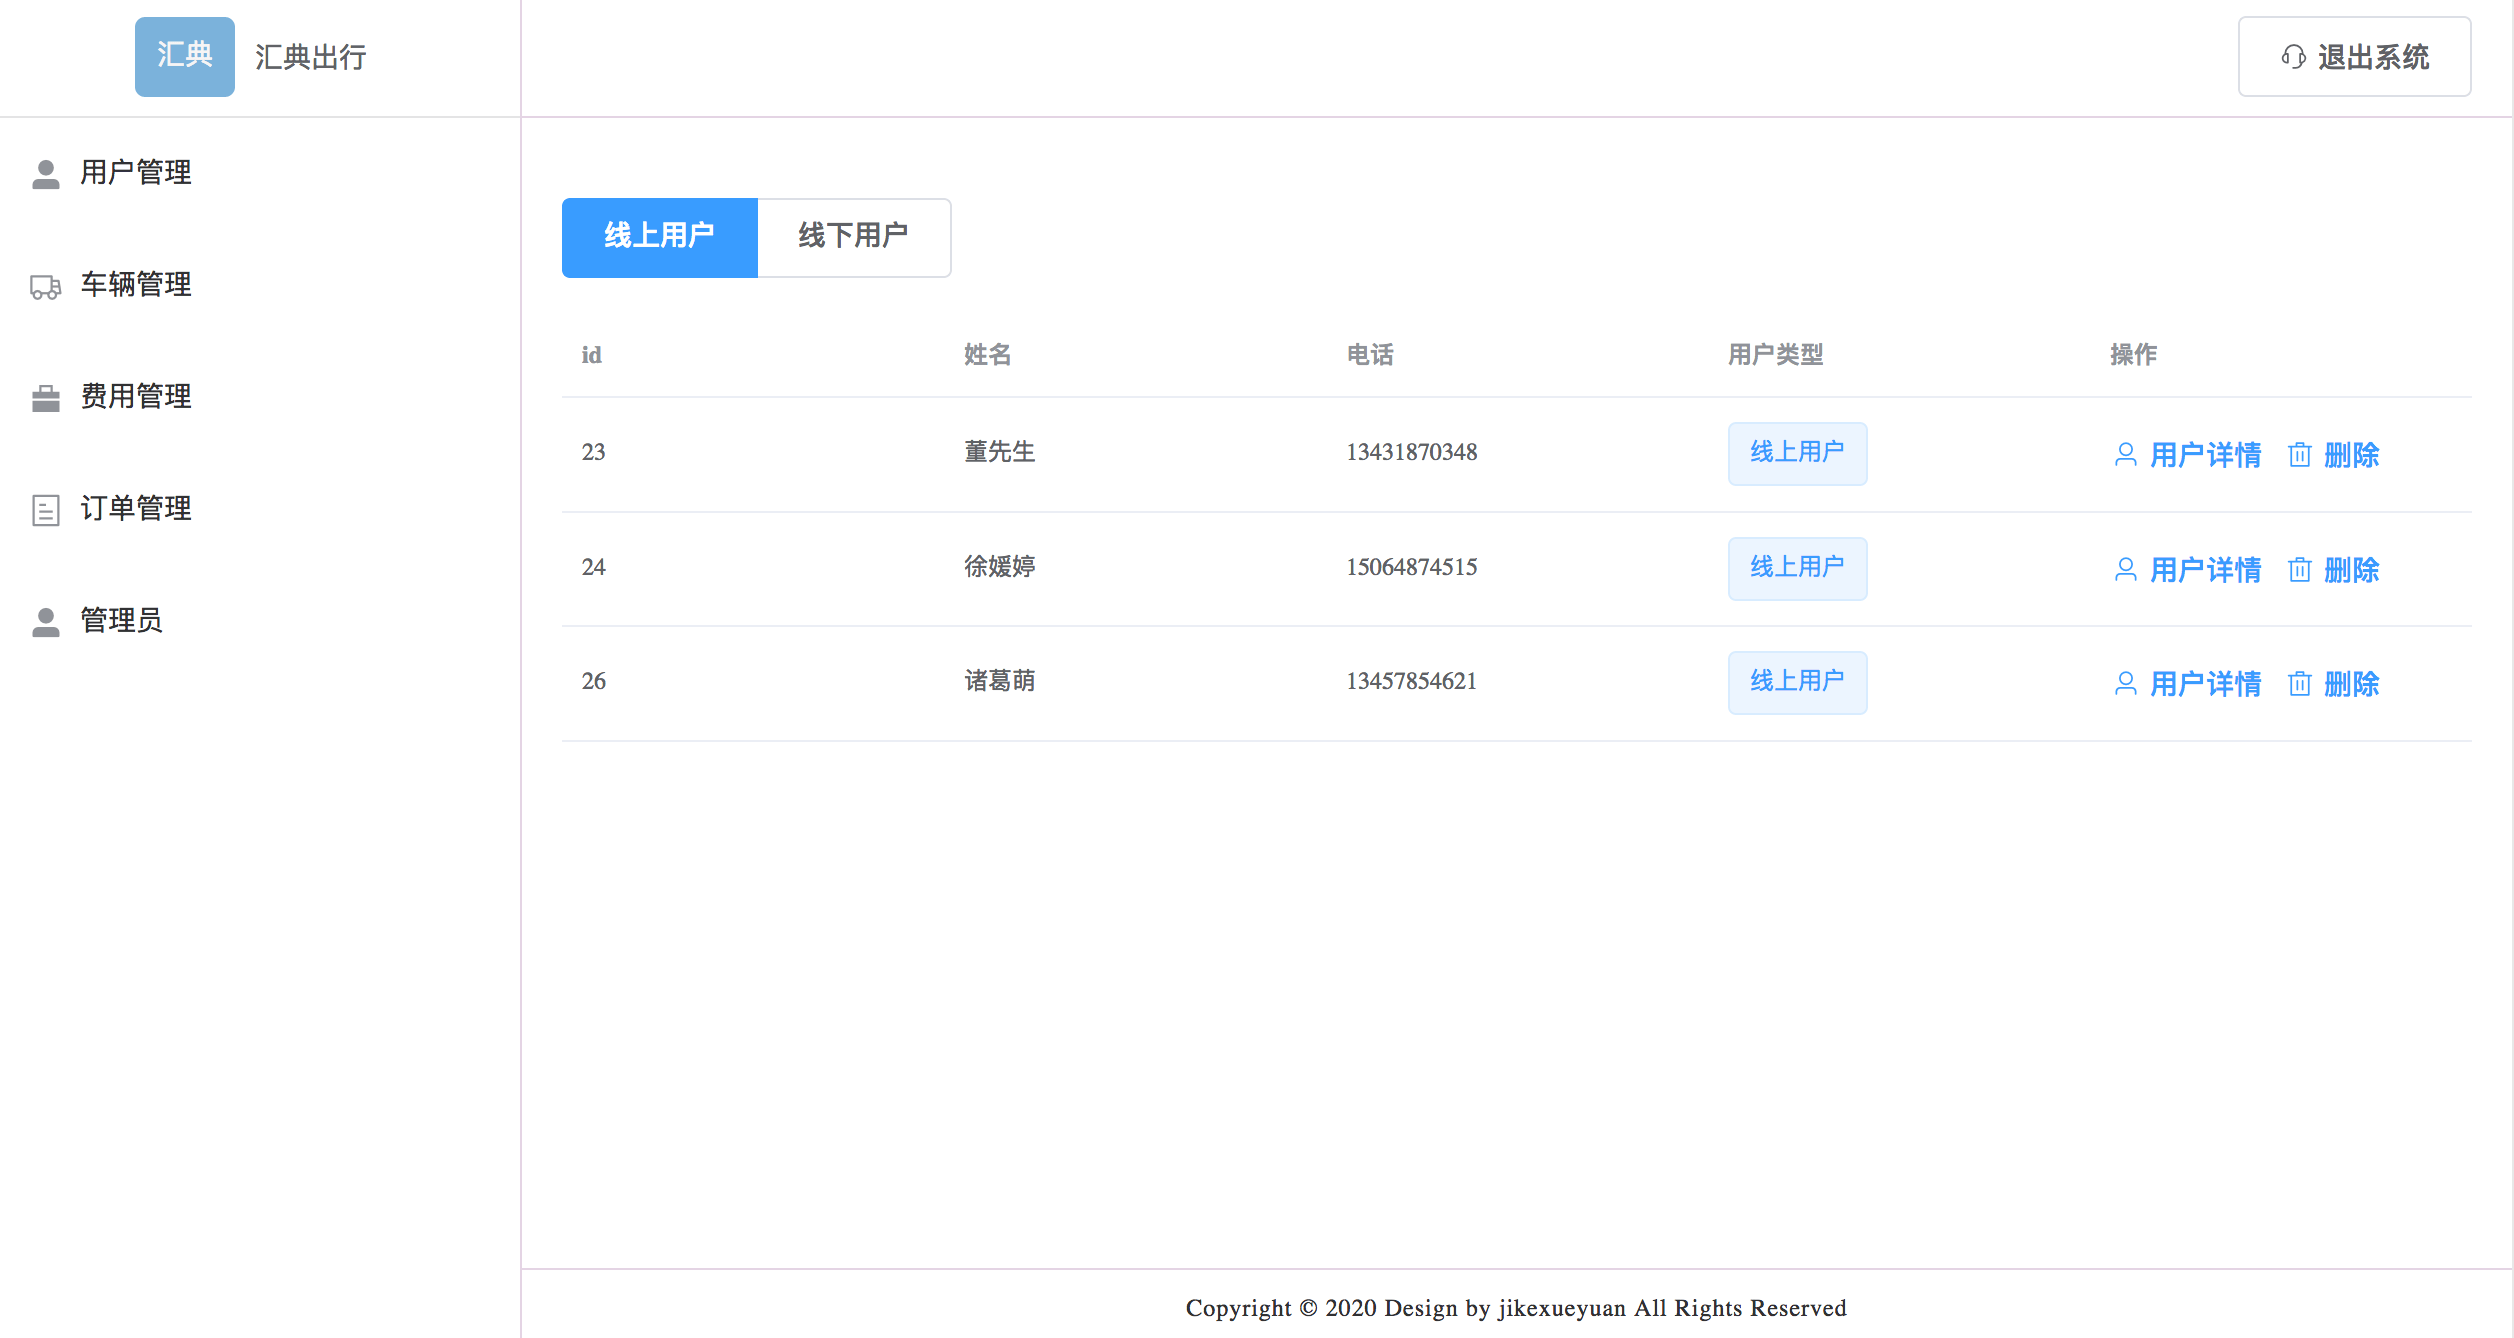 汇典 汇典出行
退出系统
用户管理
车辆管理
费用管理
订单管理
管理员
线上用户 线下用户
id 姓名 电话 用户类型 操作
23 董先生 13431870348 线上用户 用户详情 删除
24 徐媛婷 15064874515 线上用户 用户详情 删除
26 诸葛萌 13457854621 线上用户 用户详情 删除
Copyright © 2020 Design by jikexueyuan All Rights Reserved